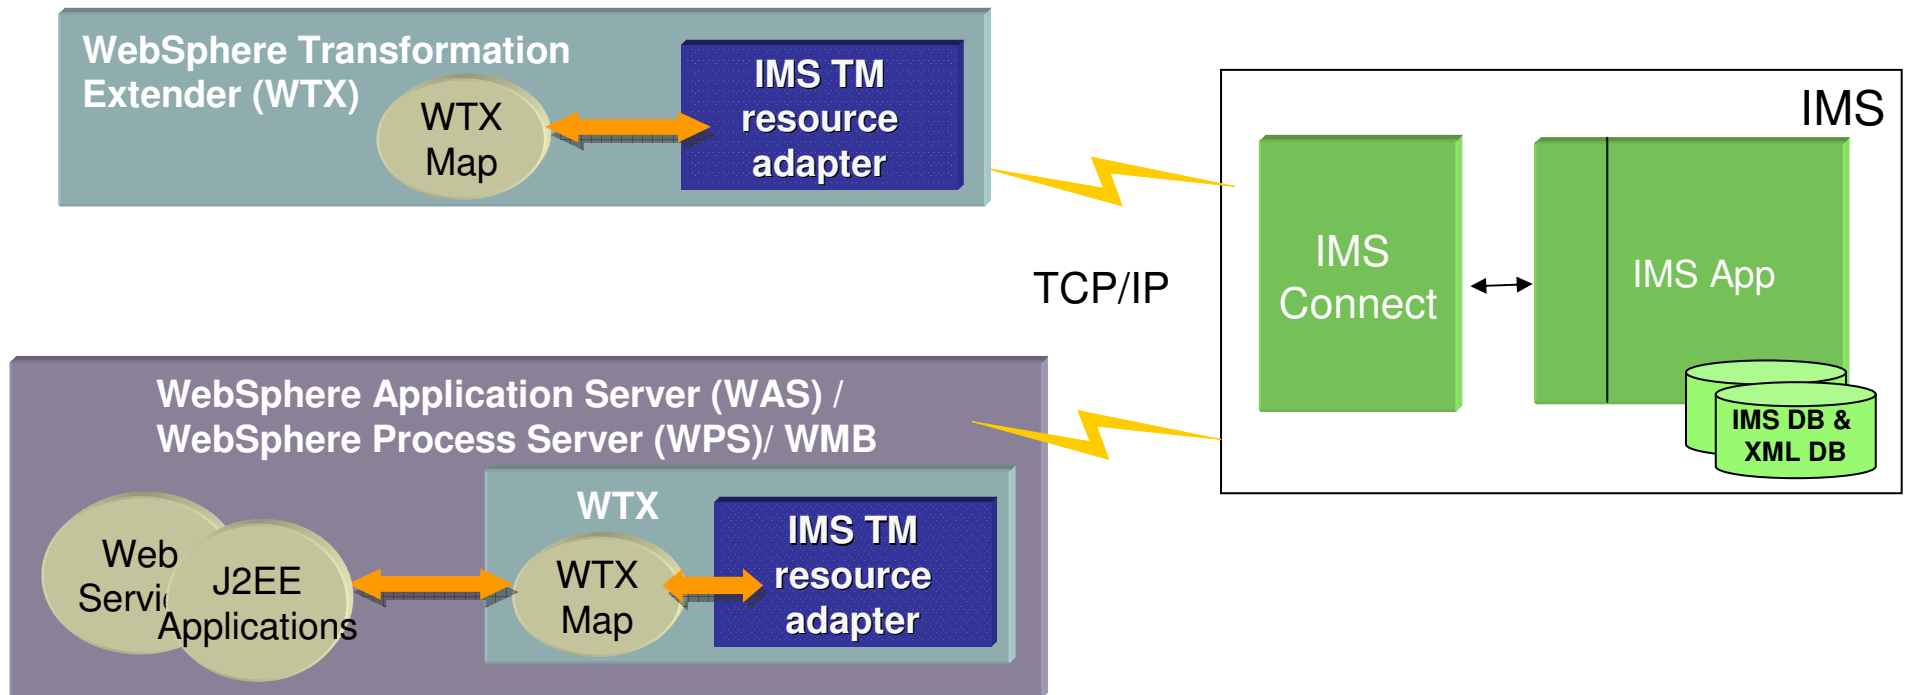 WebSphere Transformation
Extender (WTX)
WTX
Map
IMS TM
resource
adapter
IMS
IMS
Connect
IMS App
IMS DB &
XML DB
TCP/IP
WebSphere Application Server (WAS) /
WebSphere Process Server (WPS)/ WMB
Web
Servi
J2EE
Applications
WTX
WTX
Map
IMS TM
resource
adapter